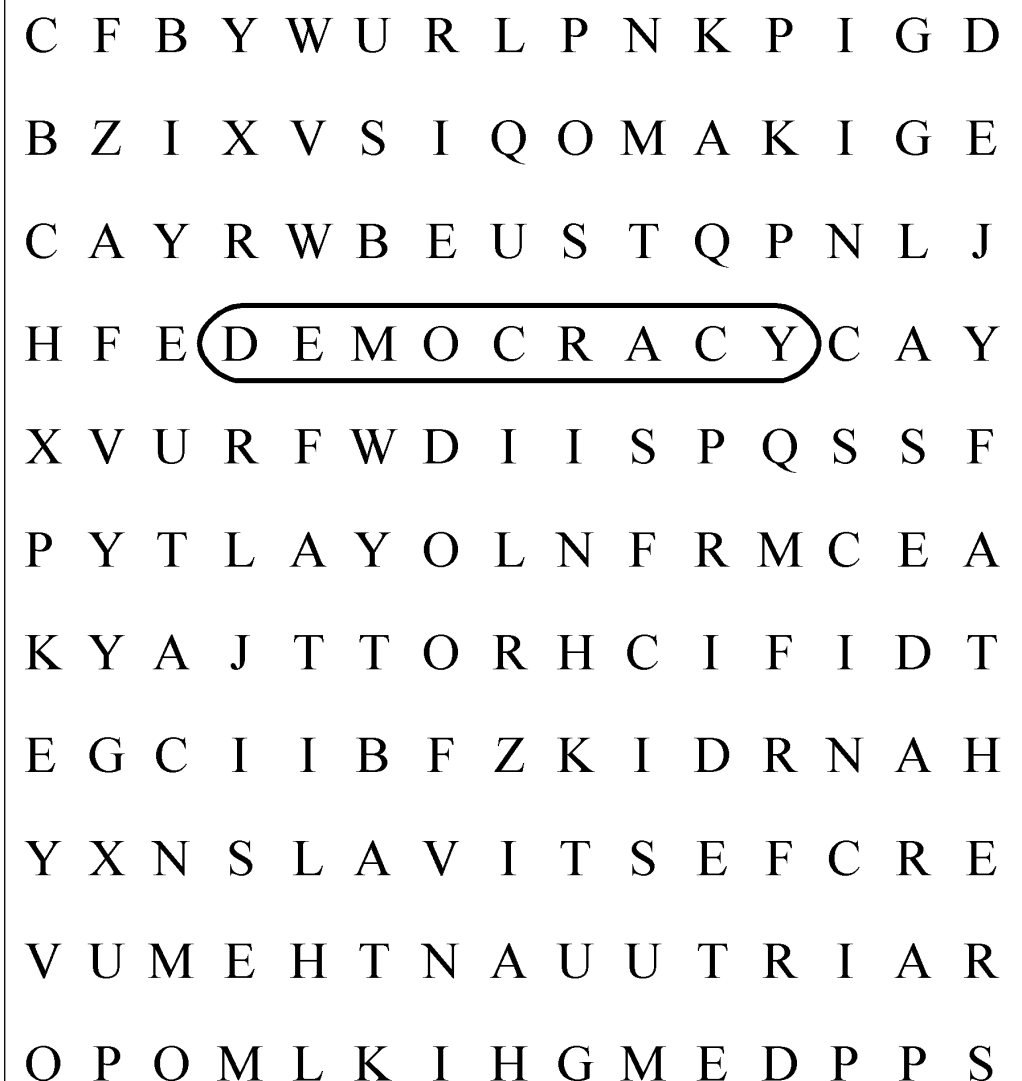 C F B Y W U R L P N K P I G D
B Z I X V S I Q O M A K I G E
C A Y R W B E U S T Q P N L J
H F E D E M O C R A C Y C A Y
X V U R F W D I I S P Q S S F
P Y T L A Y O L N F R M C E A
K Y A J T T O R H C I F I D T
E G C I I B F Z K I D R N A H
Y X N S L A V I T S E F C R E
V U M E H T N A U U T R I A R
O P O M L K I H G M E D P P S